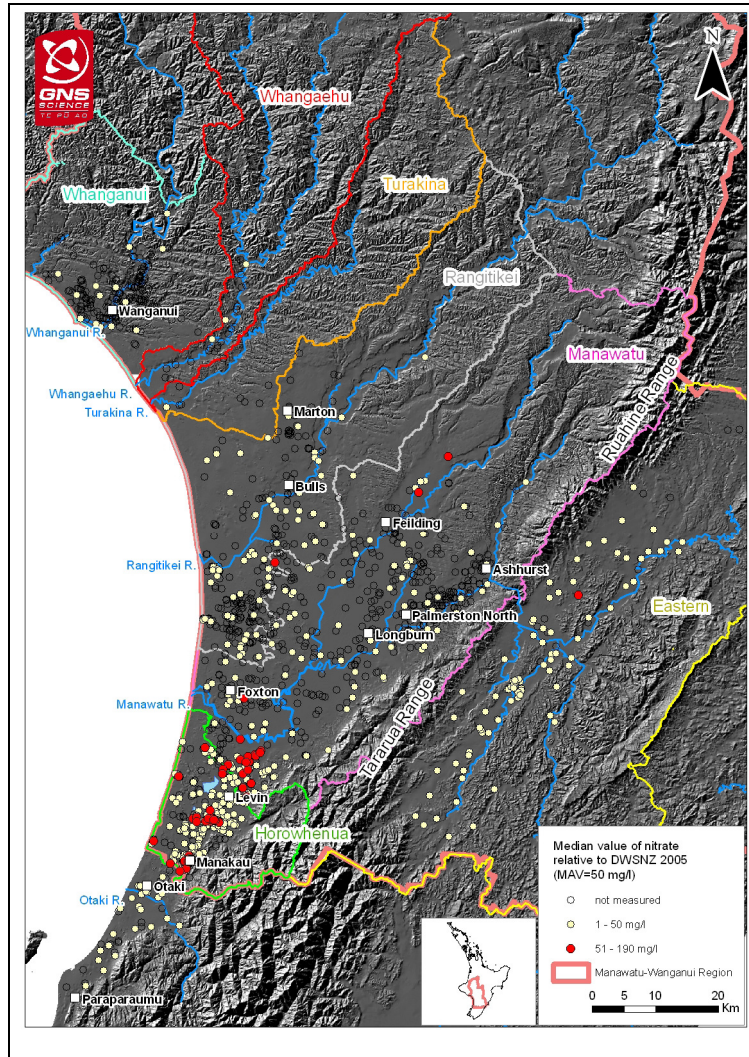 GNS
SCIENCE
TE PŪ AO
N
Whangaehu
Whanganui
Turakina
Rangitikei
Wanganui
Whanganui R.
Manawatu
Ruahine Range
Whangaehu R.
Turakina R.
Marton
Bulls
Feilding
Rangitikei R.
Ashhurst
Eastern
Palmerston North
Longburn
Foxton
Manawatu R.
Tararua Range
Levin
Horowhenua
Manakau
Otaki
Otaki R.
Paraparaumu
Median value of nitrate
relative to DWSNZ 2005
(MAV=50 mg/l)
not measured
1 - 50 mg/l
51 - 190 mg/l
Manawatu-Wanganui Region
0 5 10 20
Km